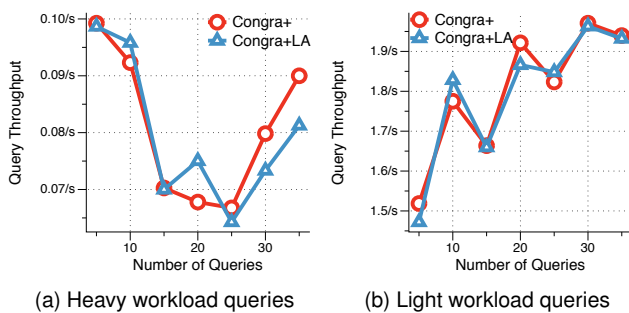 0.10/s
0.09/s
0.08/s
0.07/s
Query Throughput
Congra+
Congra+LA
10
20
30
Number of Queries
(a) Heavy workload queries
1.9/s
1.8/s
1.7/s
1.6/s
1.5/s
Query Throughput
Congra+
Congra+LA
10
20
30
Number of Queries
(b) Light workload queries